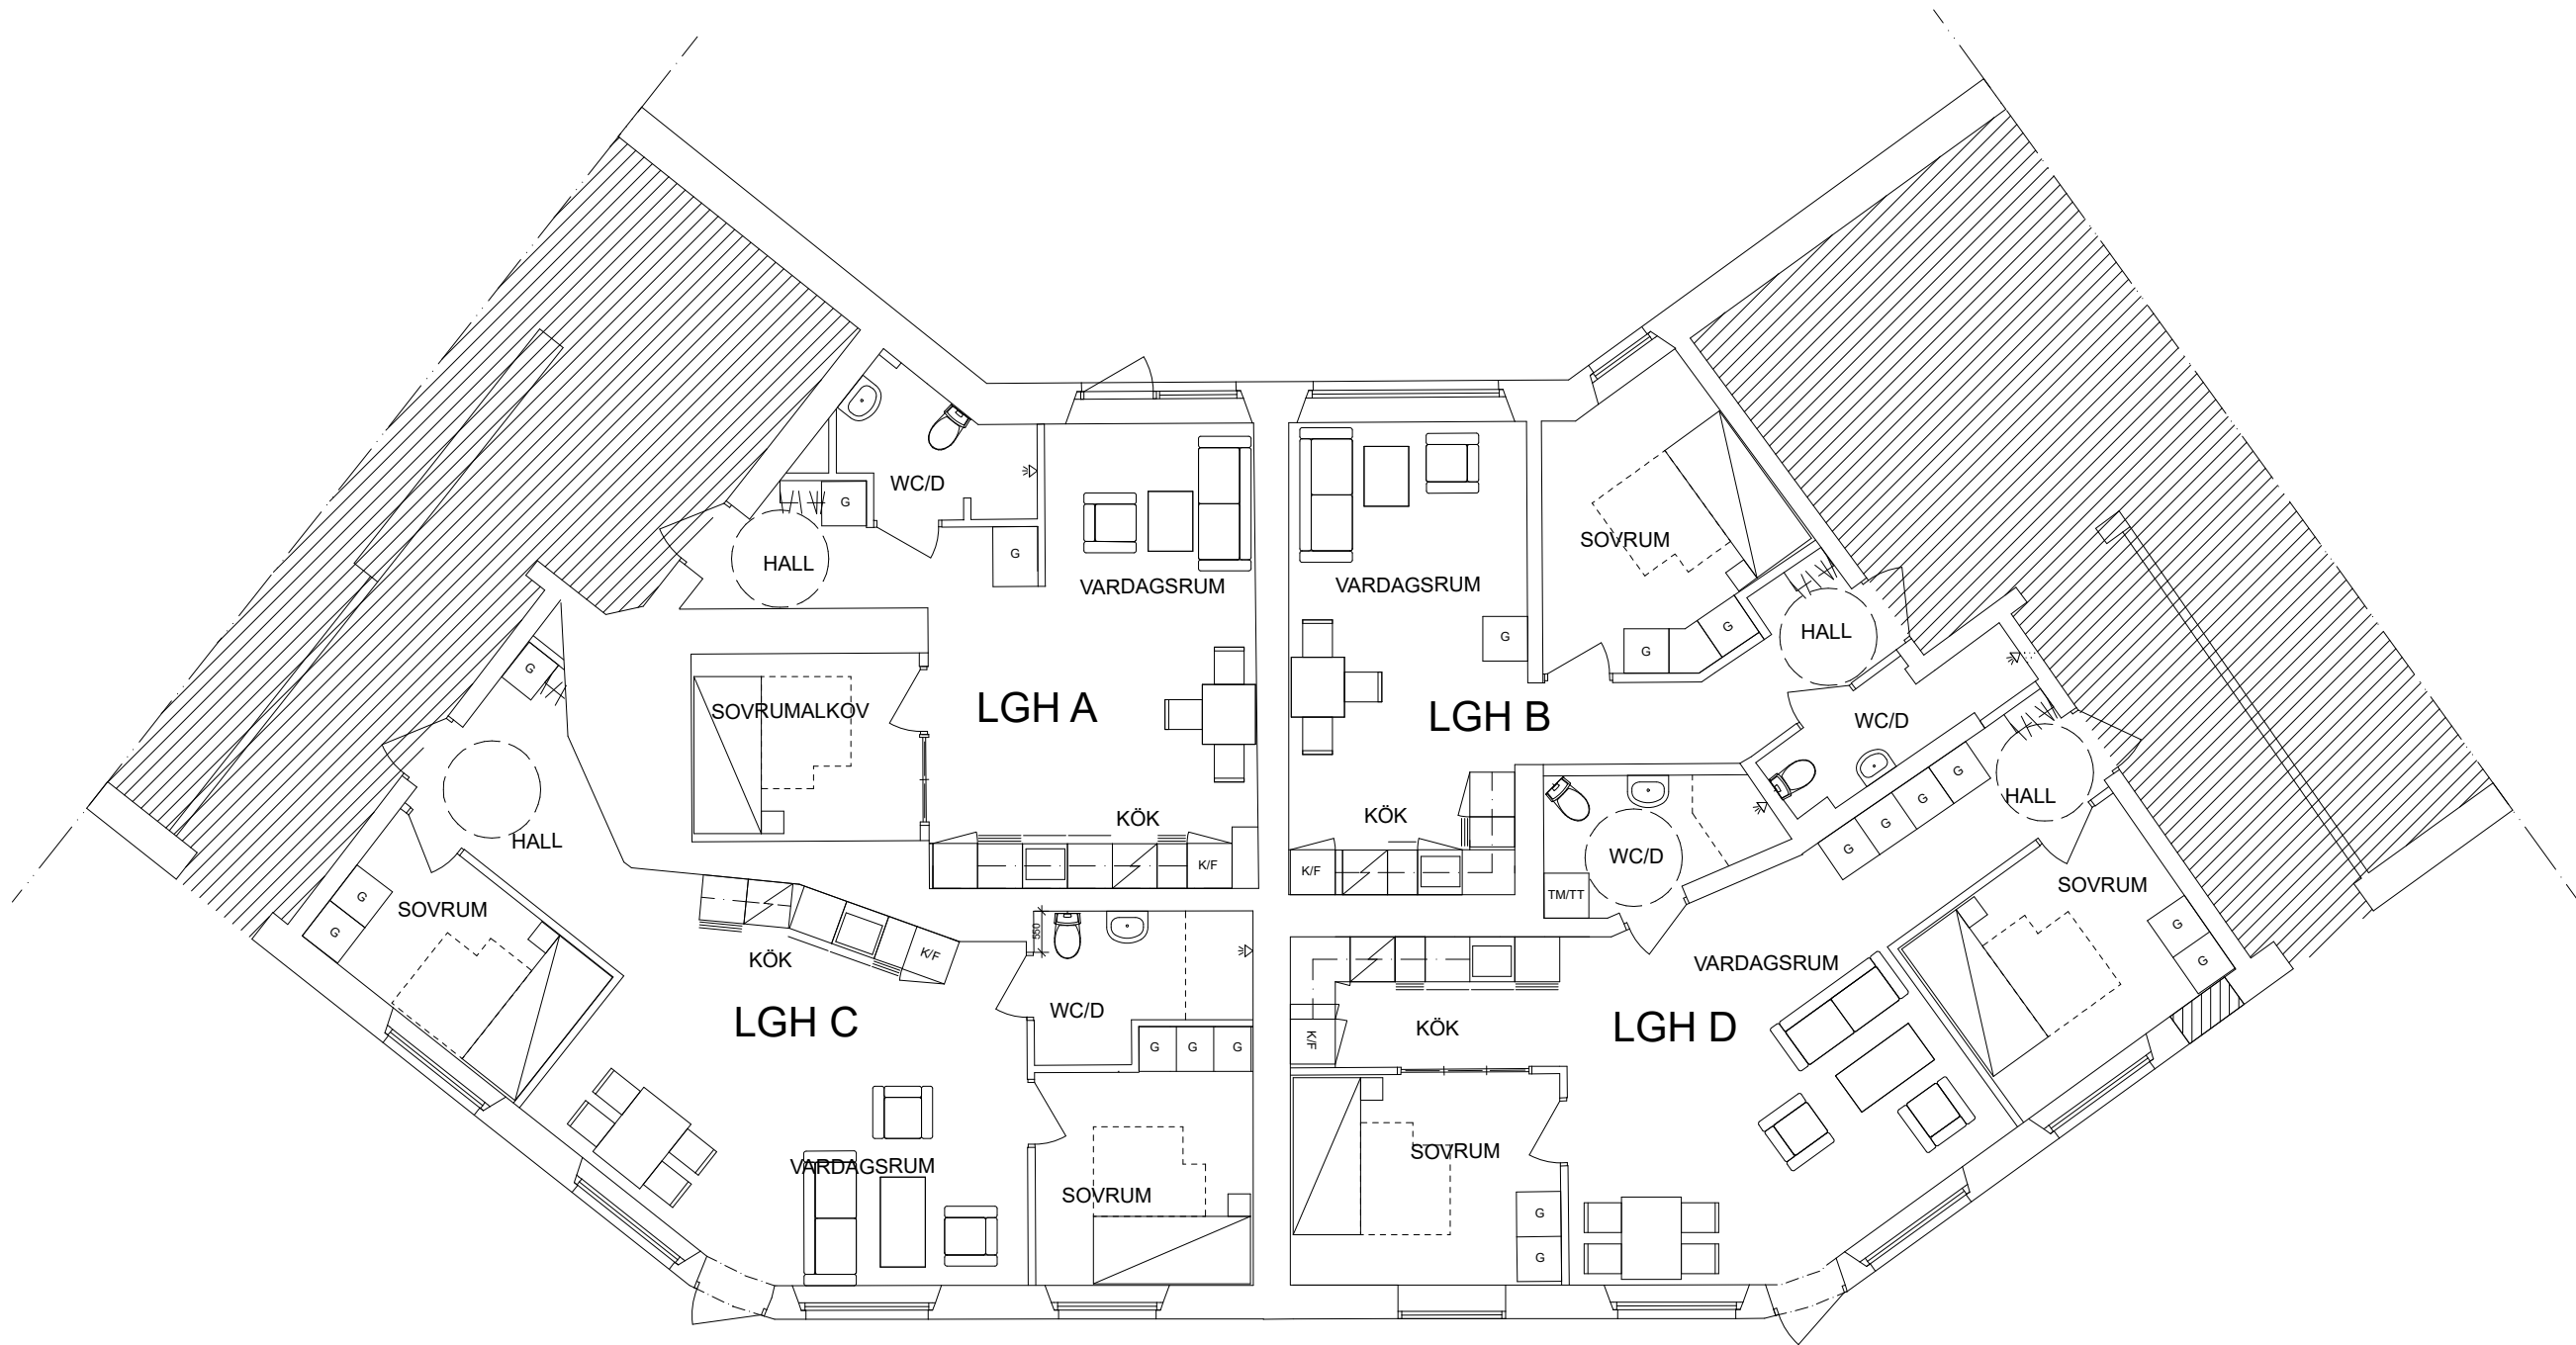 WC/D
G
HALL
G
VARDAGSRUM
SOVRUMALKOV
LGH A
KÖK
K/F
VARDAGSRUM
SOVRUM
G
G
G
HALL
LGH B
KÖK
K/F
WC/D
G
HALL
G
G
SOVRUM
KÖK
K/F
LGH C
550
WC/D
G
G
G
VARDAGSRUM
SOVRUM
WC/D
TM/TT
G
G
G
G
HALL
SOVRUM
G
G
VARDAGSRUM
LGH D
KÖK
K/F
SOVRUM
G
G